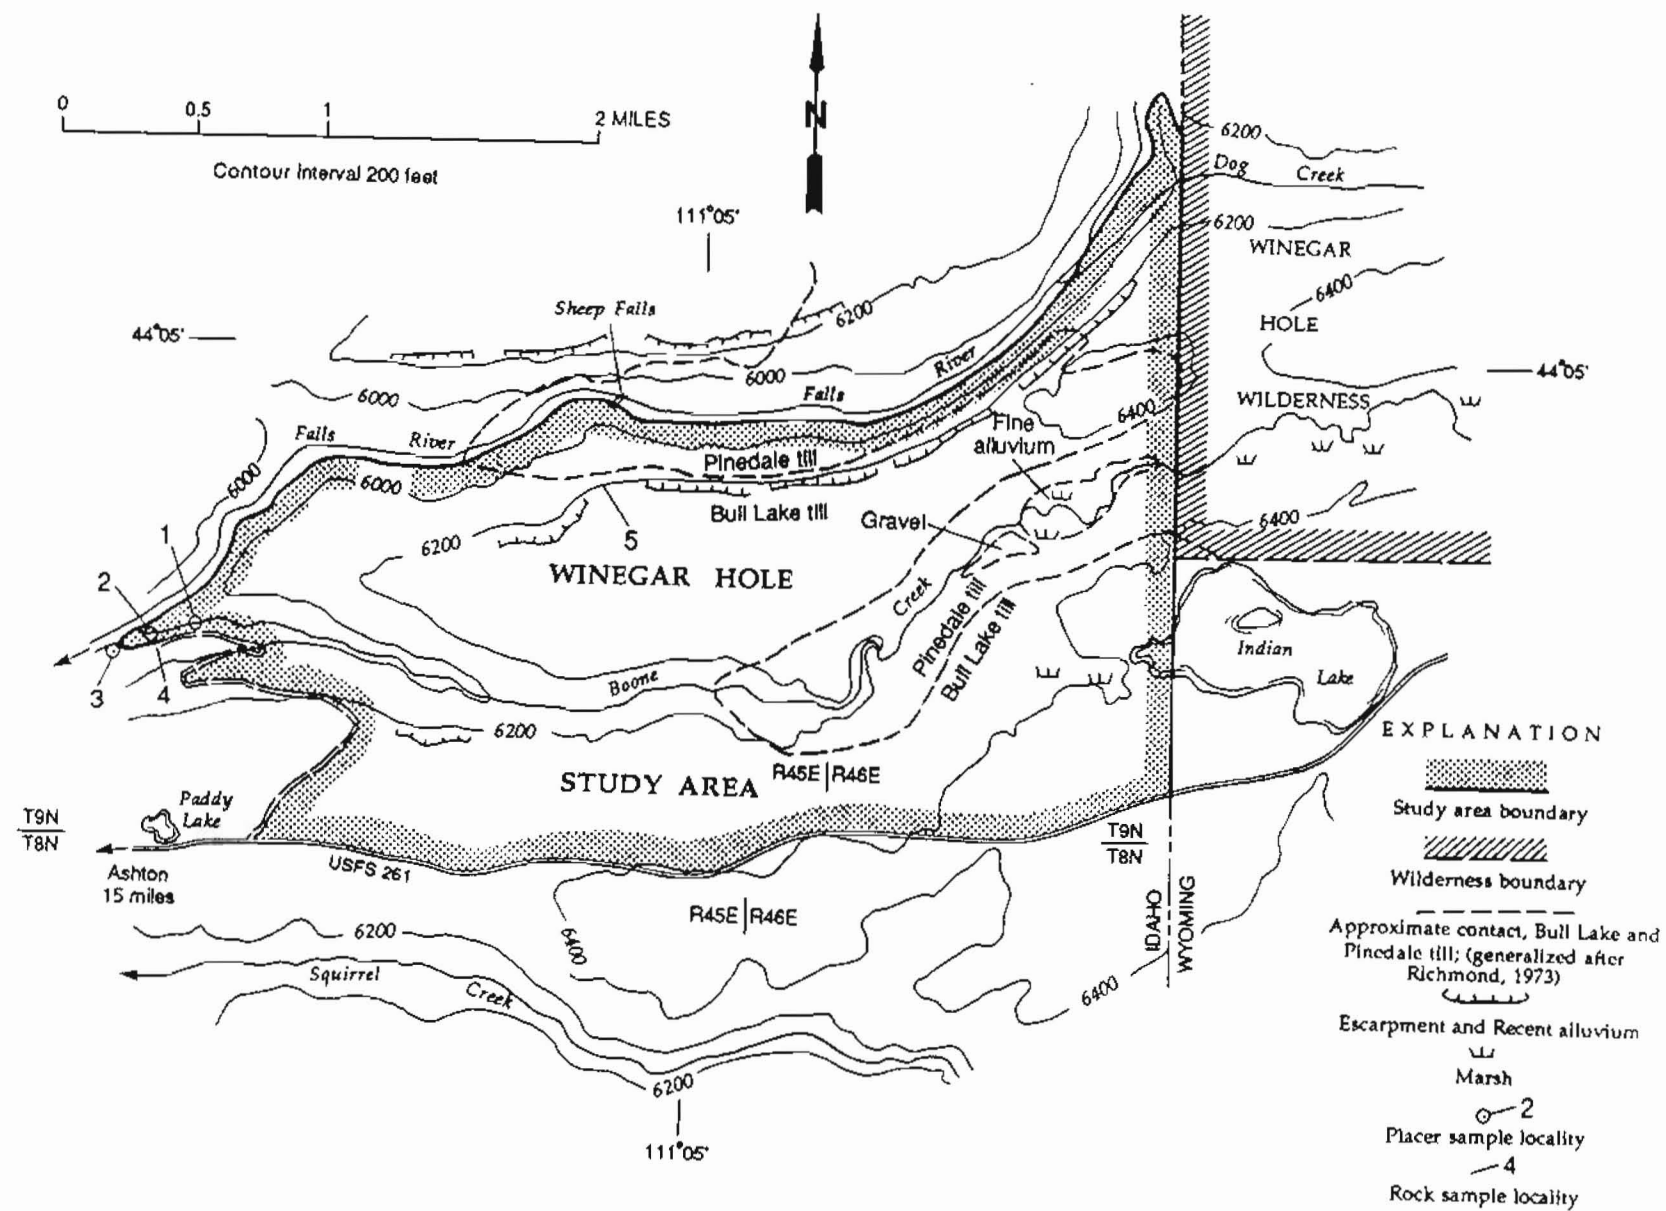 0 0.5 1 2 MILES
Contour Interval 200 feet
N
111°05'
44°05'
6200
Dog Creek
6200
WINEGAR
6400
HOLE
44°05'
WILDERNESS
6400
Sheep Falls
6200
6000
6000
Falls River
6400
Fine
alluvium
Falls River
6000
6000
Pinedale till
Bull Lake till
Gravel
5
6200
WINEGAR HOLE
1
2
3
4
Creek
Pinedale till
Bull Lake till
Boone
Indian
Lake
6200
STUDY AREA
R45E R46E
Paddy
Lake
T9N
T8N
Ashton
15 miles
USFS 261
T9N
T8N
R45E R46E
IDAHO
WYOMING
6400
6400
6200
Squirrel
Creek
6200
111°05'
EXPLANATION
Study area boundary
Wilderness boundary
Approximate contact, Bull Lake and
Pinedale till; (generalized after
Richmond, 1973)
Escarpment and Recent alluvium
Marsh
2
Placer sample locality
4
Rock sample locality